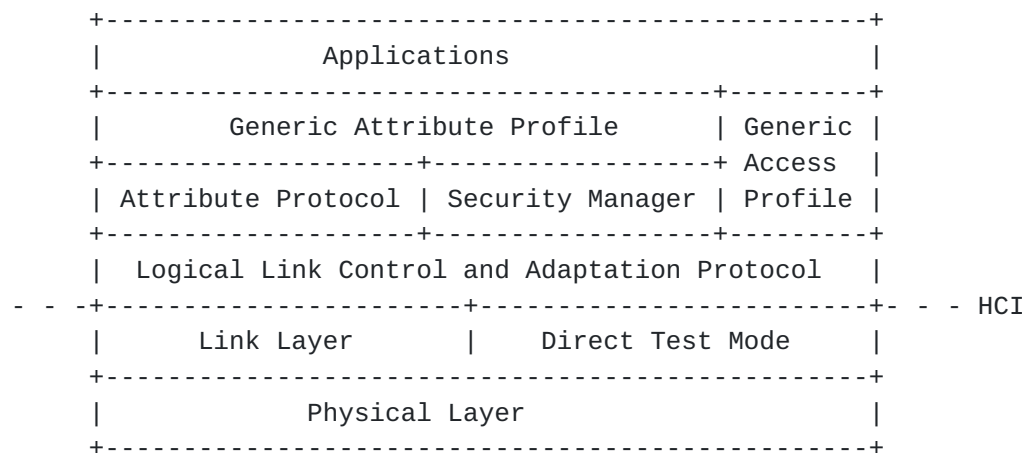 Applications
Generic Attribute Profile | Generic
Access
Attribute Protocol | Security Manager | Profile
Logical Link Control and Adaptation Protocol
HCI
Link Layer | Direct Test Mode
Physical Layer